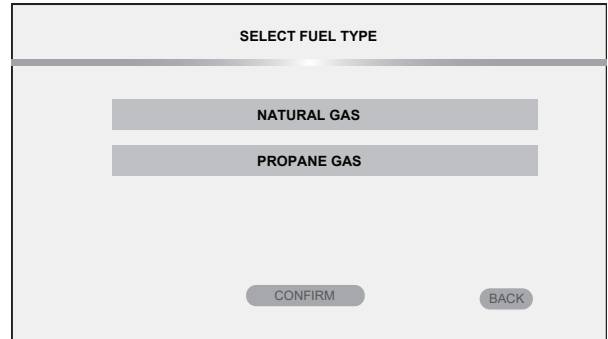 SELECT FUEL TYPE
NATURAL GAS
PROPANE GAS
CONFIRM
BACK